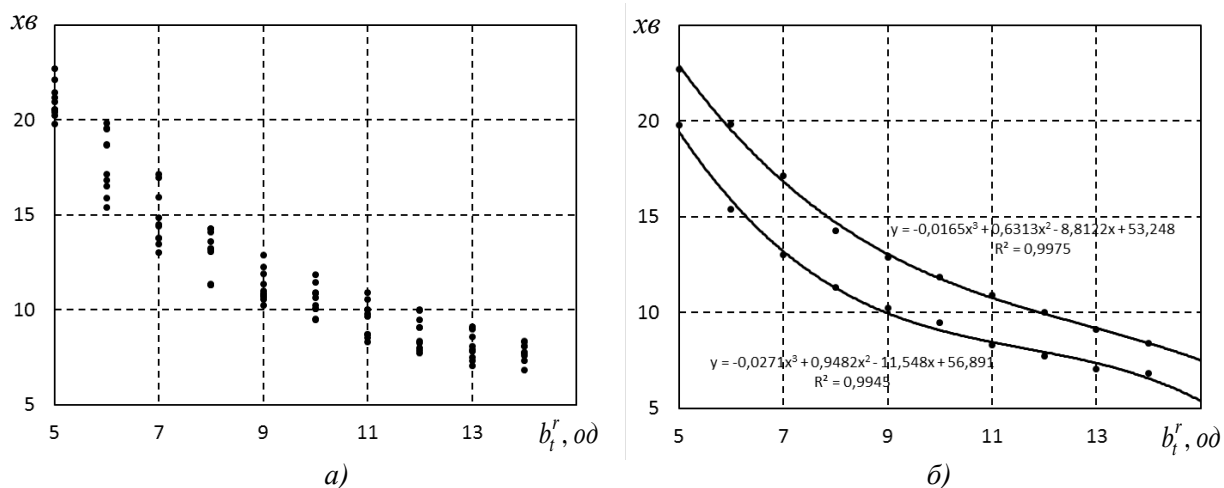 хв
20
15
10
5
5 7 9 11 13
b_t^r, од
а)
хв
20
15
10
5
y = -0,0165x³ + 0,6313x² - 8,8122x + 53,248
R² = 0,9975
y = -0,0271x³ + 0,9482x² - 11,548x + 56,891
R² = 0,9945
5 7 9 11 13
b_t^r, од
б)